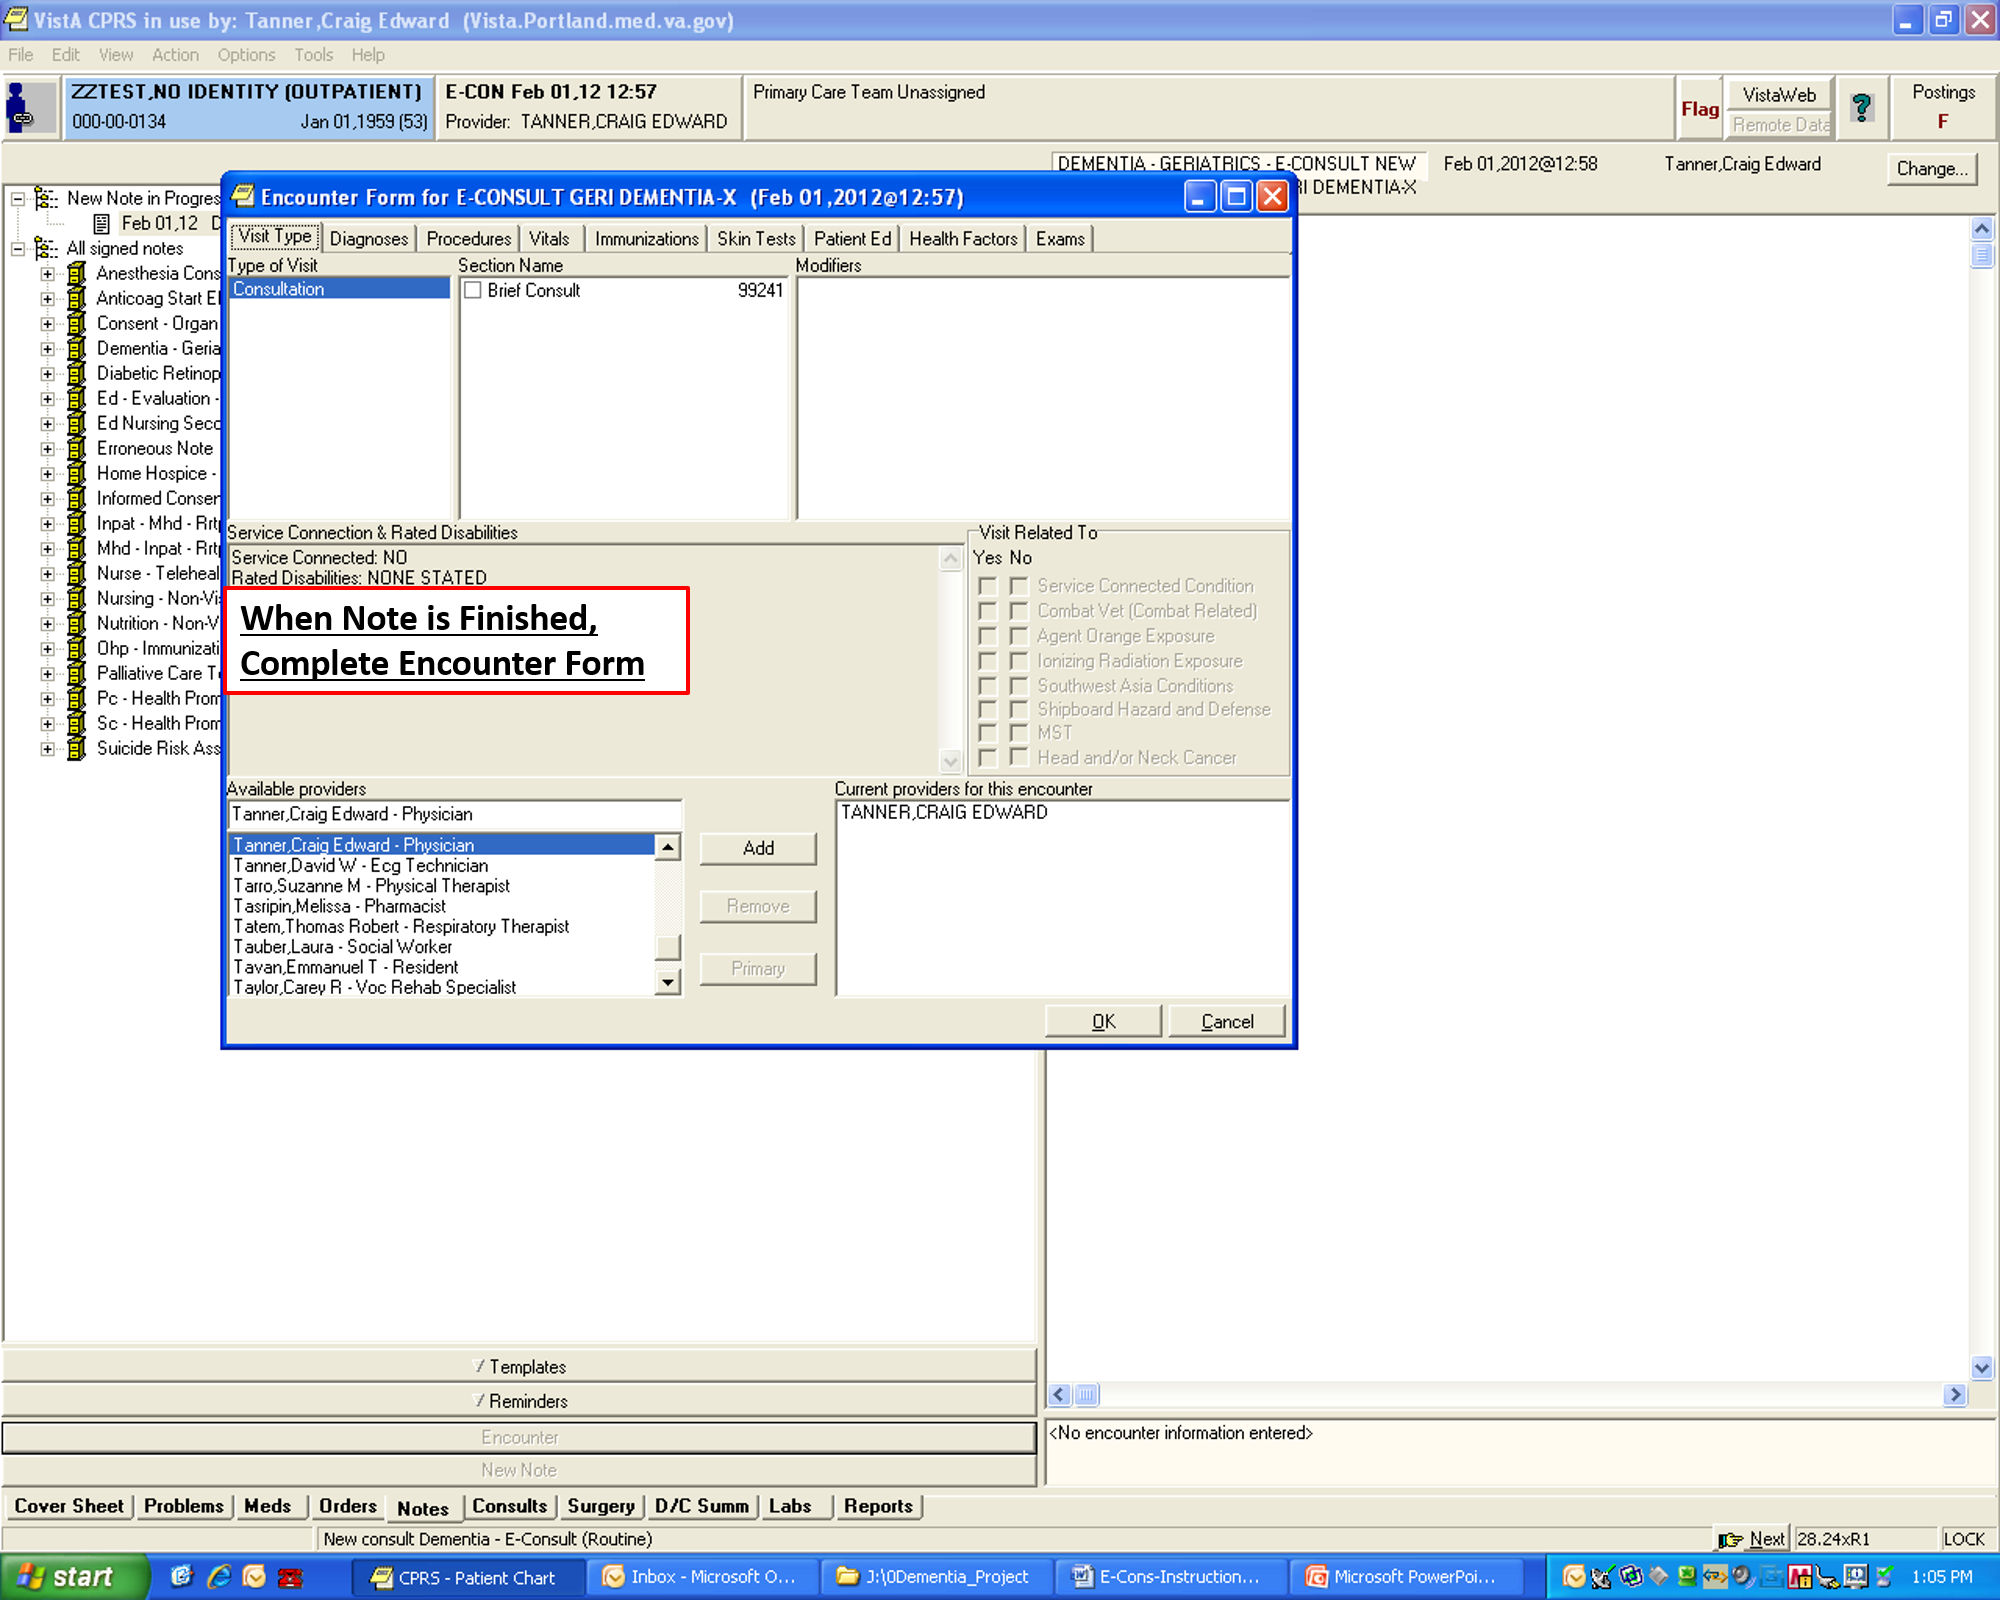 VistA CPRS in use by: Tanner,Craig Edward (Vista.Portland.med.va.gov)
File Edit View Action Options Tools Help
ZZTEST,NO IDENTITY (OUTPATIENT)
000-00-0134 Jan 01,1959 (53)
E-CON Feb 01,12 12:57
Provider: TANNER,CRAIG EDWARD
Primary Care Team Unassigned
Flag
VistaWeb
Remote Data
Postings
F
DEMENTIA - GERIATRICS - E-CONSULT NEW Feb 01,2012@12:58 Tanner,Craig Edward Change...
RI DEMENTIA-X
New Note in Progres
Feb 01,12 D
All signed notes
Anesthesia Cons
Anticoag Start El
Consent - Organ
Dementia - Geria
Diabetic Retinop
Ed - Evaluation -
Ed Nursing Seco
Erroneous Note
Home Hospice -
Informed Conser
Inpat - Mhd - Rrtp
Mhd - Inpat - Rrtp
Nurse - Teleheal
Nursing - Non-Vi
Nutrition - Non-V
Ohp - Immunizati
Palliative Care T
Pc - Health Prom
Sc - Health Prom
Suicide Risk Ass
Encounter Form for E-CONSULT GERI DEMENTIA-X (Feb 01,2012@12:57)
Visit Type Diagnoses Procedures Vitals Immunizations Skin Tests Patient Ed Health Factors Exams
Type of Visit Section Name Modifiers
Consultation Brief Consult 99241
Service Connection & Rated Disabilities
Service Connected: NO
Rated Disabilities: NONE STATED
When Note is Finished,
Complete Encounter Form
Visit Related To
Yes No
Service Connected Condition
Combat Vet (Combat Related)
Agent Orange Exposure
Ionizing Radiation Exposure
Southwest Asia Conditions
Shipboard Hazard and Defense
MST
Head and/or Neck Cancer
Available providers
Tanner,Craig Edward - Physician
Tanner,Craig Edward - Physician
Tanner,David W - Ecg Technician
Tarro,Suzanne M - Physical Therapist
Tasripin,Melissa - Pharmacist
Tatem,Thomas Robert - Respiratory Therapist
Tauber,Laura - Social Worker
Tavan,Emmanuel T - Resident
Taylor,Carey R - Voc Rehab Specialist
Add
Remove
Primary
Current providers for this encounter
TANNER,CRAIG EDWARD
OK Cancel
Templates
Reminders
Encounter
New Note
<No encounter information entered>
Cover Sheet Problems Meds Orders Notes Consults Surgery D/C Summ Labs Reports
New consult Dementia - E-Consult (Routine) Next 28.24xR1 LOCK
start CPRS - Patient Chart Inbox - Microsoft O... J:\0Dementia_Project E-Cons-Instruction... Microsoft PowerPoi... 1:05 PM